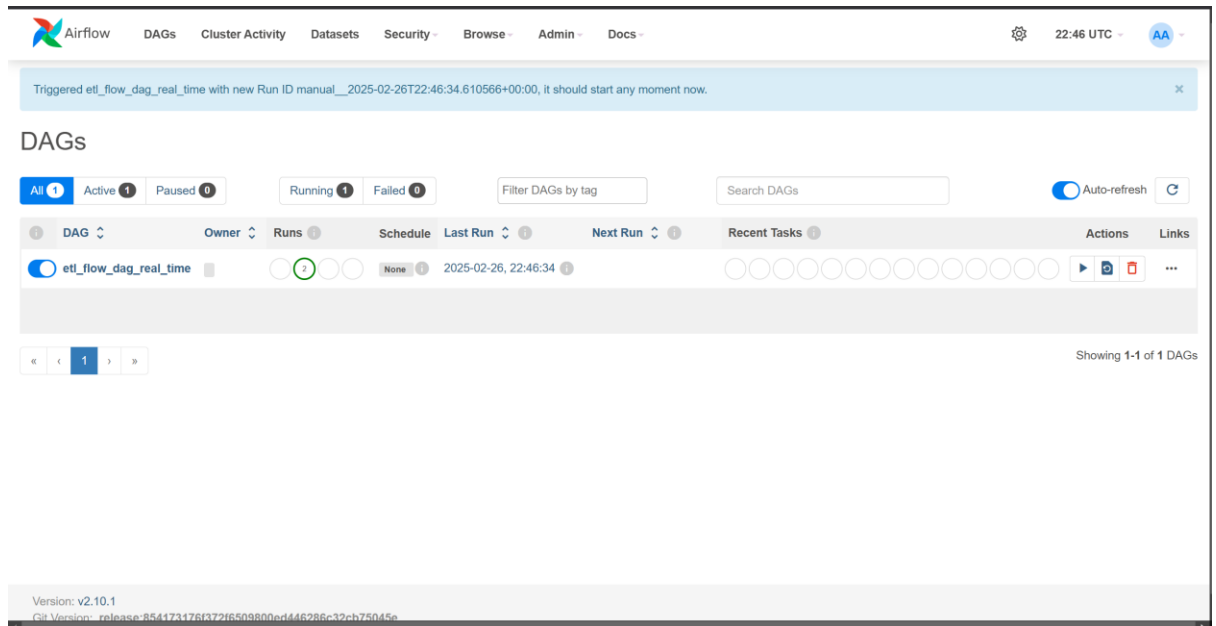 Airflow DAGs Cluster Activity Datasets Security Browse Admin Docs 22:46 UTC AA
Triggered etl_flow_dag_real_time with new Run ID manual__2025-02-26T22:46:34.610566+00:00, it should start any moment now. ×
DAGs
All 1 Active 1 Paused 0 Running 1 Failed 0 Filter DAGs by tag Search DAGs Auto-refresh
DAG Owner Runs Schedule Last Run Next Run Recent Tasks Actions Links
etl_flow_dag_real_time 2 None 2025-02-26, 22:46:34
« ‹ 1 › » Showing 1-1 of 1 DAGs
Version: v2.10.1
Git Version: .release:854173176f372f6509800ed446286c32cb75045e